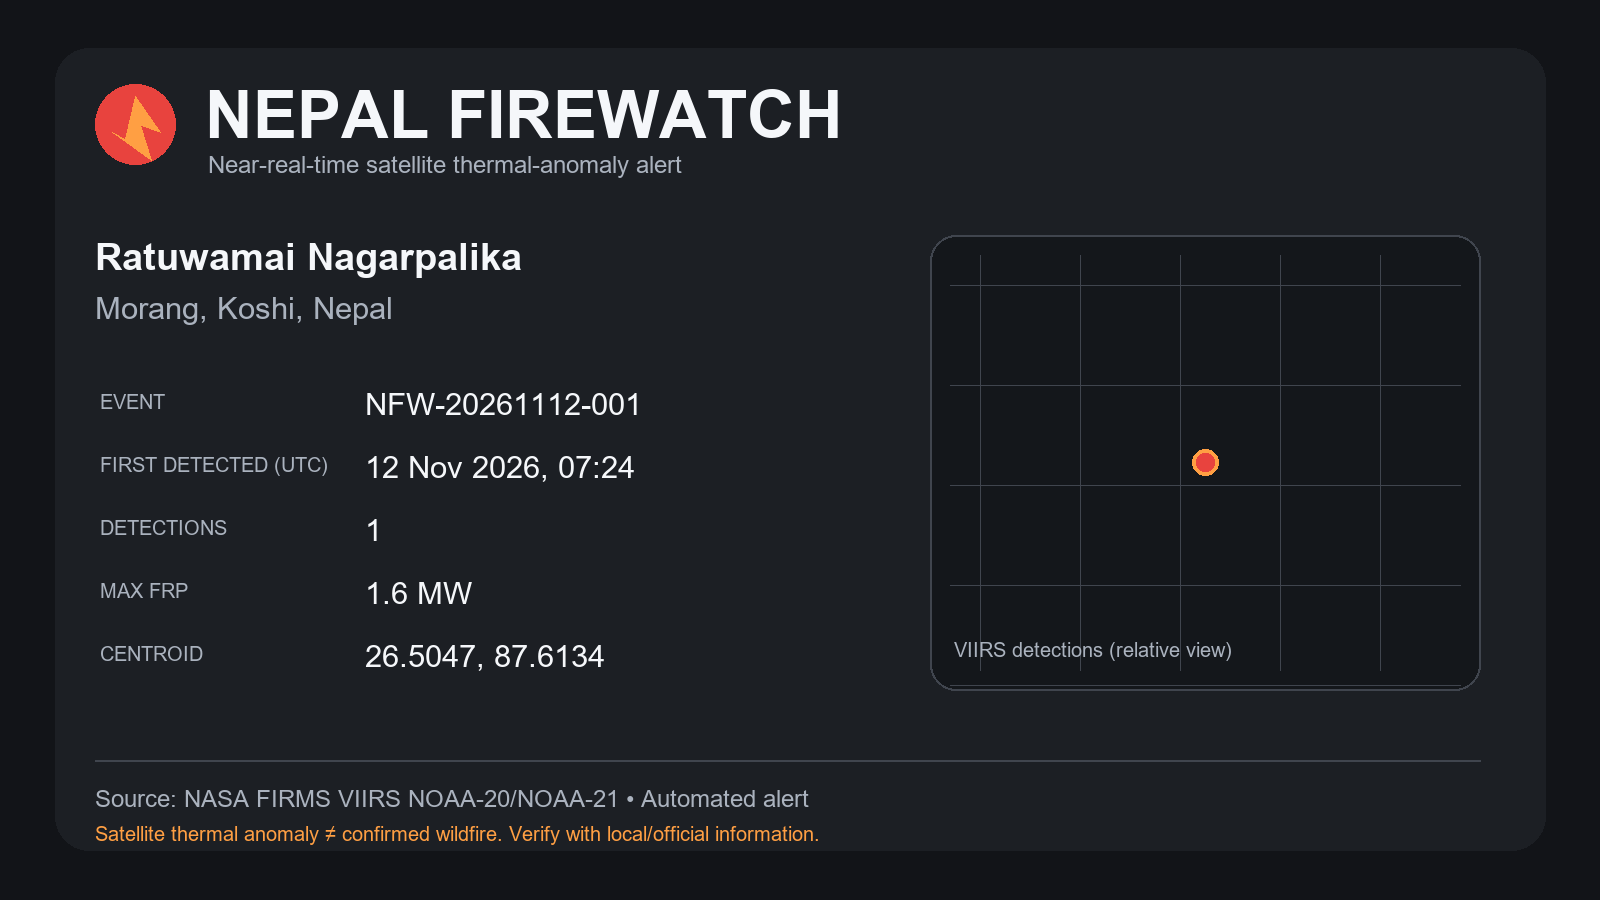 NEPAL FIREWATCH
Near-real-time satellite thermal-anomaly alert
Ratuwamai Nagarpalika
Morang, Koshi, Nepal
EVENT NFW-20261112-001
FIRST DETECTED (UTC) 12 Nov 2026, 07:24
DETECTIONS 1
MAX FRP 1.6 MW
CENTROID 26.5047, 87.6134
VIIRS detections (relative view)
Source: NASA FIRMS VIIRS NOAA-20/NOAA-21 • Automated alert
Satellite thermal anomaly ≠ confirmed wildfire. Verify with local/official information.